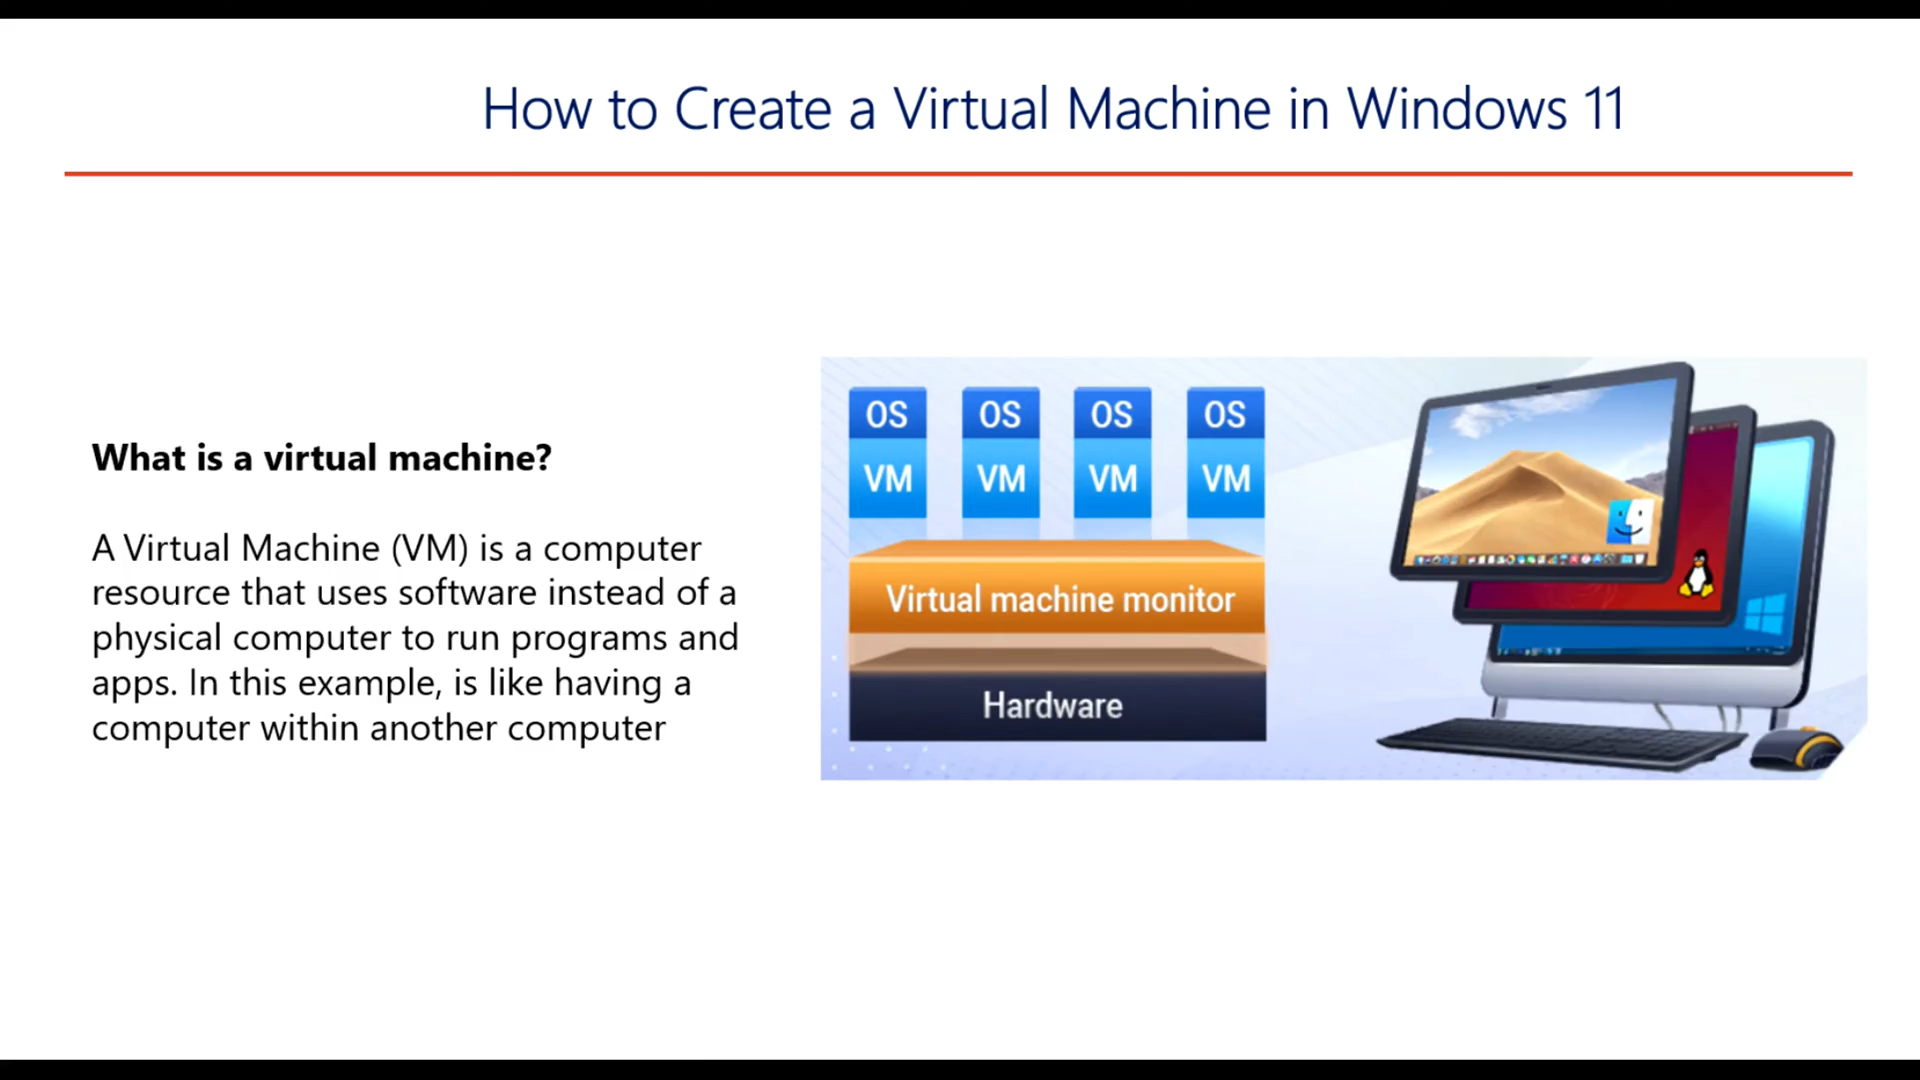 How to Create a Virtual Machine in Windows 11
What is a virtual machine?
A Virtual Machine (VM) is a computer
resource that uses software instead of a
physical computer to run programs and
apps. In this example, is like having a
computer within another computer
OS OS OS OS
VM VM VM VM
Virtual machine monitor
Hardware